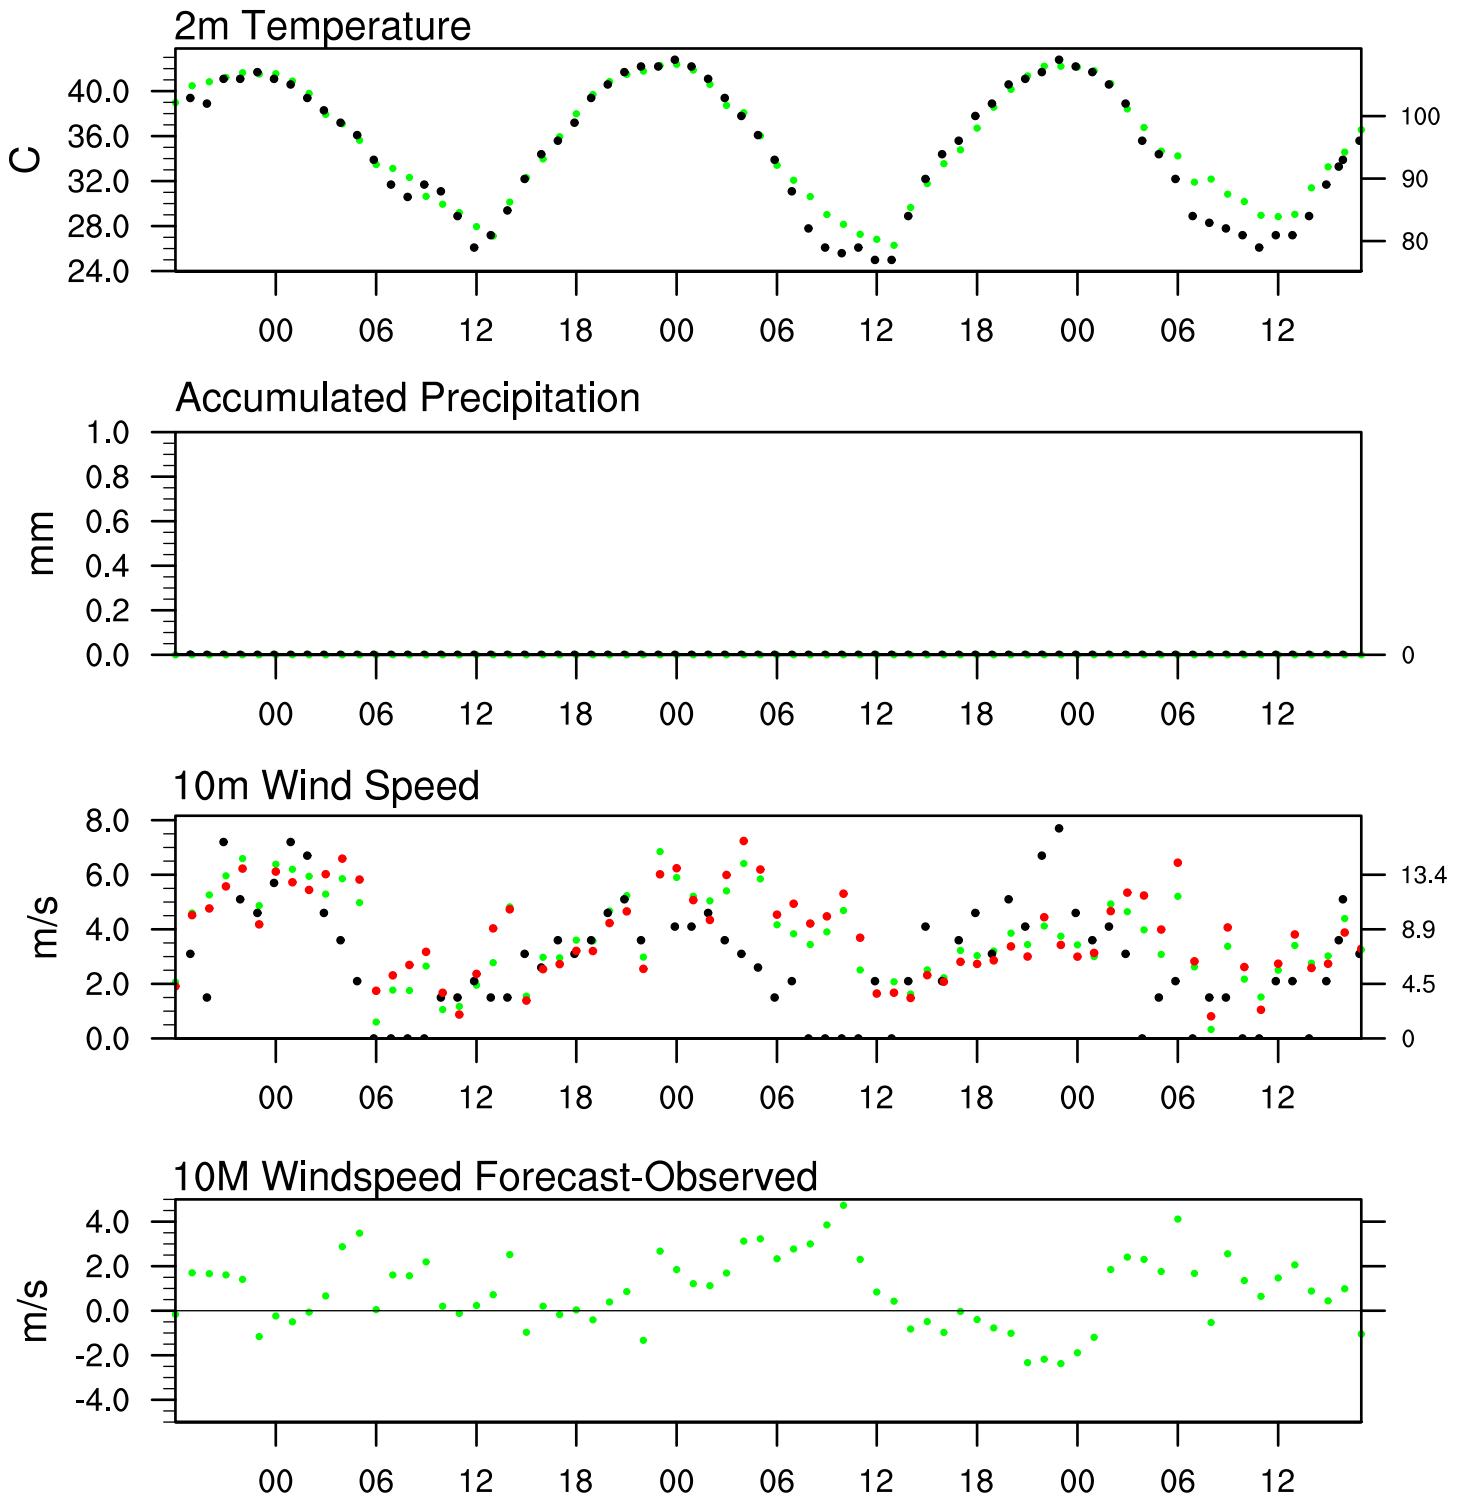 2m Temperature
C
40.0
36.0
32.0
28.0
24.0
100
90
80
00 06 12 18 00 06 12 18 00 06 12
Accumulated Precipitation
mm
1.0
0.8
0.6
0.4
0.2
0.0
0
00 06 12 18 00 06 12 18 00 06 12
10m Wind Speed
m/s
8.0
6.0
4.0
2.0
0.0
13.4
8.9
4.5
0
00 06 12 18 00 06 12 18 00 06 12
10M Windspeed Forecast-Observed
m/s
4.0
2.0
0.0
-2.0
-4.0
00 06 12 18 00 06 12 18 00 06 12